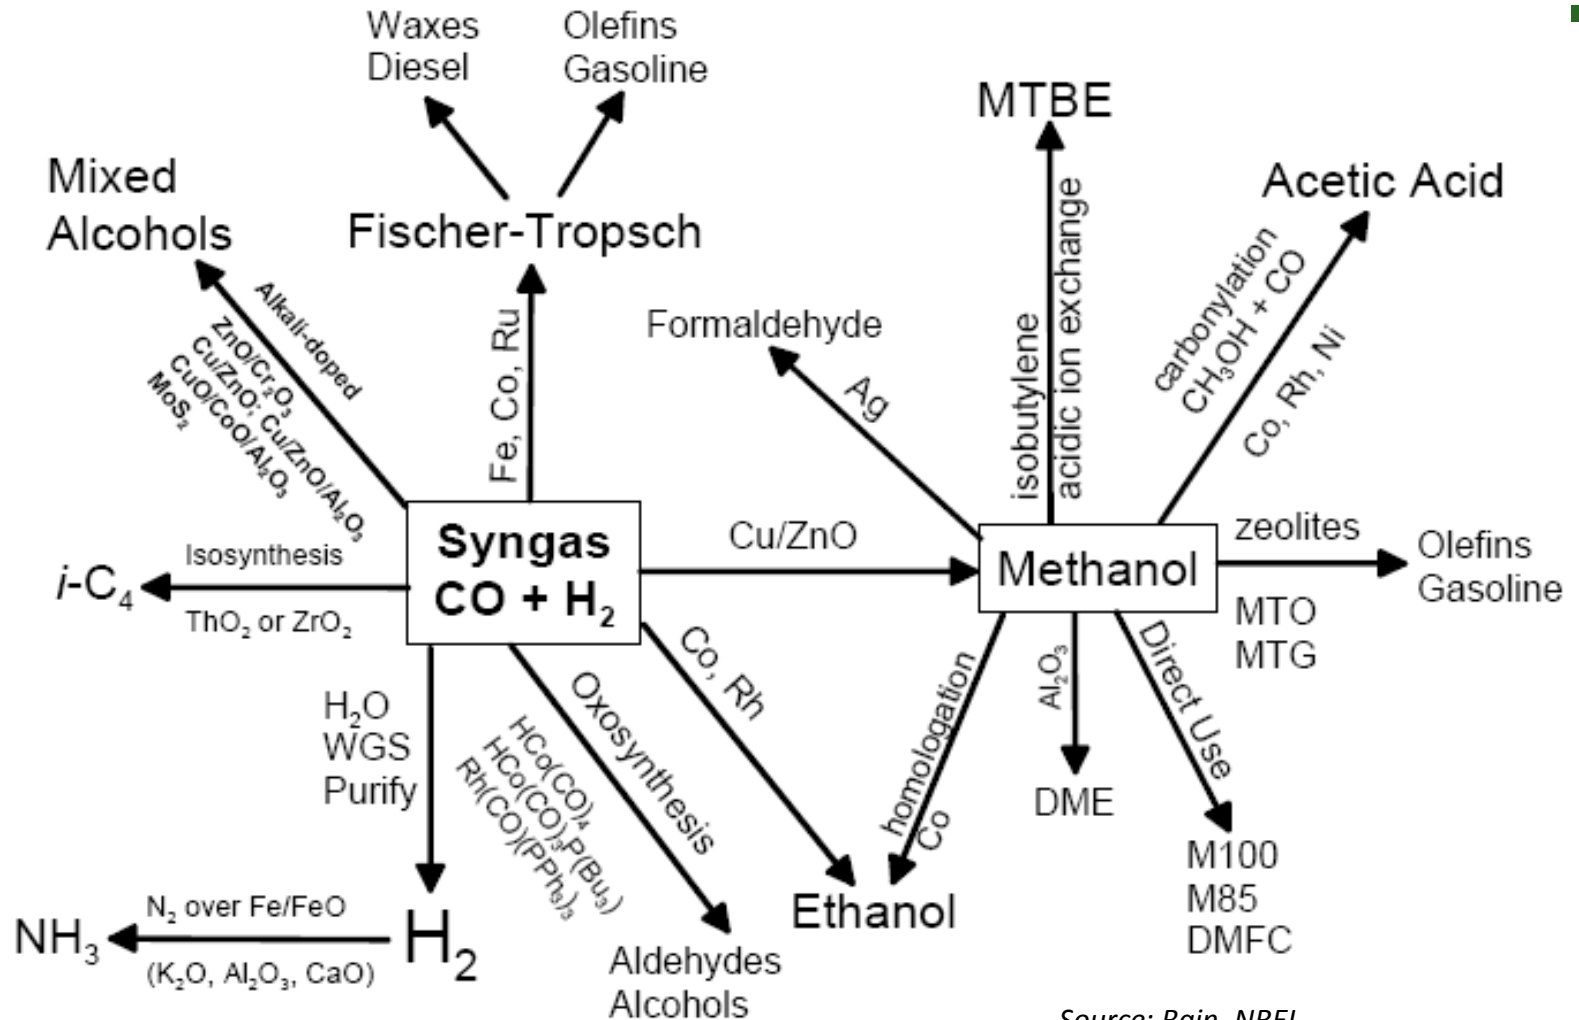 Waxes
Diesel
Olefins
Gasoline
MTBE
Mixed
Alcohols
Fischer-Tropsch
Acetic Acid
Alkali-doped
ZnO/Cr₂O₃
Cu/ZnO; Cu/ZnO/Al₂O₃
CuO/CoO/Al₂O₃
MoS₂
Fe, Co, Ru
Formaldehyde
Ag
isobutylene
acidic ion exchange
carbonylation
CH₃OH + CO
Co, Rh, Ni
Syngas
CO + H₂
Cu/ZnO
Methanol
zeolites
MTO
MTG
Olefins
Gasoline
Isosynthesis
i-C₄
ThO₂ or ZrO₂
H₂O
WGS
Purify
Oxosynthesis
HCo(CO)₄
HCo(CO)₃P(Bu₃)
Rh(CO)(PPh₃)₃
Co, Rh
homologation
Co
Al₂O₃
DME
Direct Use
M100
M85
DMFC
Ethanol
Aldehydes
Alcohols
NH₃
N₂ over Fe/FeO
(K₂O, Al₂O₃, CaO)
H₂
Source:
NREL